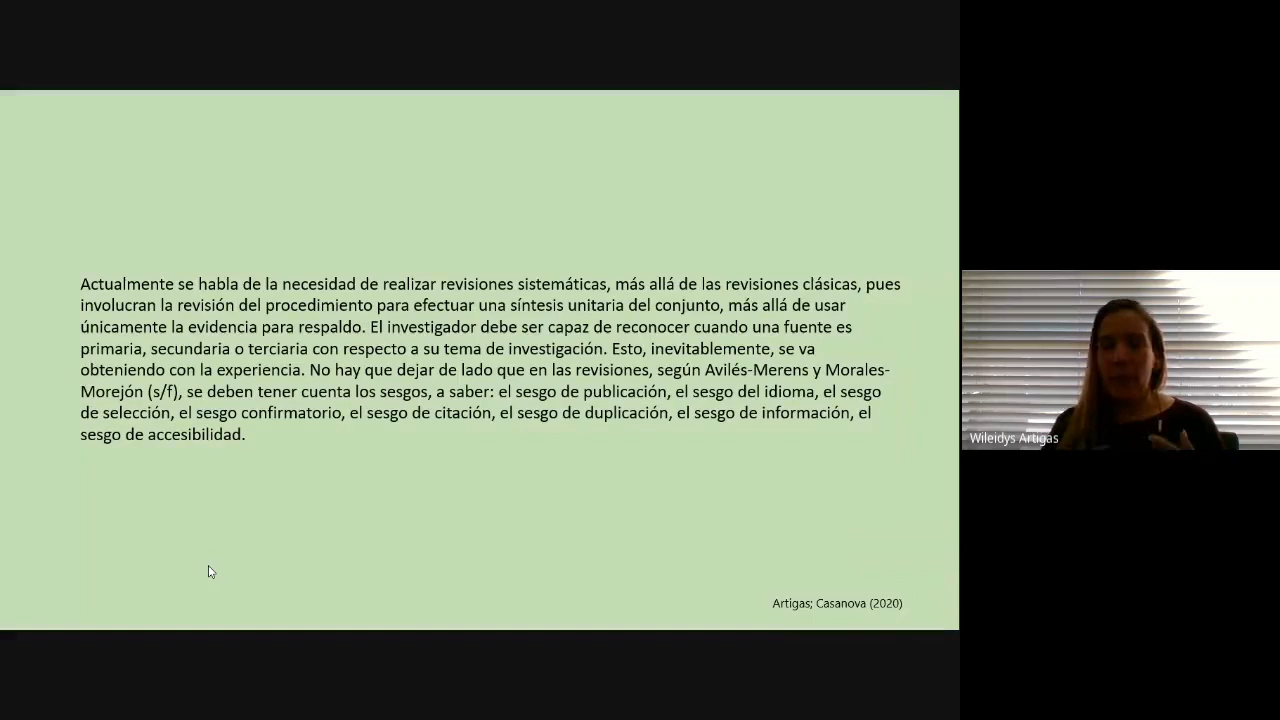 Actualmente se habla de la necesidad de realizar revisiones sistemáticas, más allá de las revisiones clásicas, pues
involucran la revisión del procedimiento para efectuar una síntesis unitaria del conjunto, más allá de usar
únicamente la evidencia para respaldo. El investigador debe ser capaz de reconocer cuando una fuente es
primaria, secundaria o terciaria con respecto a su tema de investigación. Esto, inevitablemente, se va
obteniendo con la experiencia. No hay que dejar de lado que en las revisiones, según Avilés-Merens y Morales-
Morejón (s/f), se deben tener cuenta los sesgos, a saber: el sesgo de publicación, el sesgo del idioma, el sesgo
de selección, el sesgo confirmatorio, el sesgo de citación, el sesgo de duplicación, el sesgo de información, el
sesgo de accesibilidad.
Artigas; Casanova (2020)
Wileidys Artigas